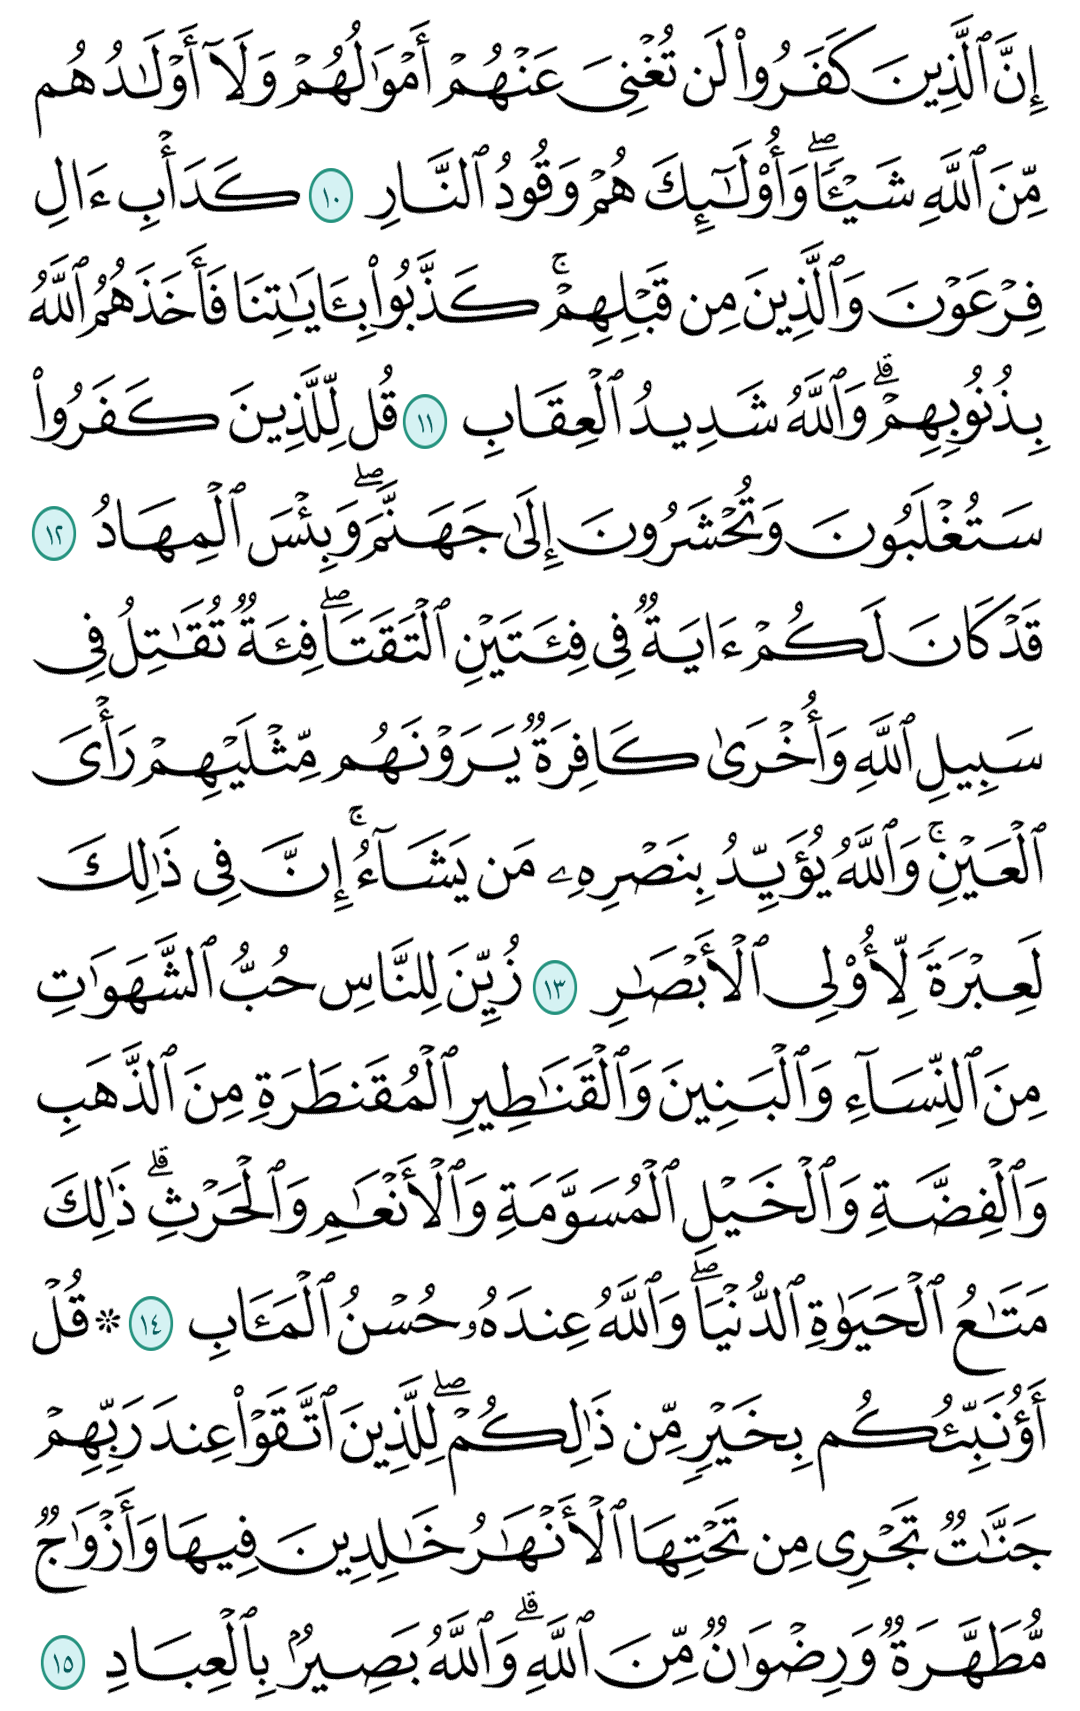 إِنَّ ٱلَّذِينَ كَفَرُوا۟ لَن تُغْنِىَ عَنْهُمْ أَمْوَٰلُهُمْ وَلَآ أَوْلَـٰدُهُم
مِّنَ ٱللَّهِ شَيْـًٔا ۖ وَأُو۟لَـٰٓئِكَ هُمْ وَقُودُ ٱلنَّارِ ١٠ كَدَأْبِ ءَالِ
فِرْعَوْنَ وَٱلَّذِينَ مِن قَبْلِهِمْ ۚ كَذَّبُوا۟ بِـَٔايَـٰتِنَا فَأَخَذَهُمُ ٱللَّهُ
بِذُنُوبِهِمْ ۗ وَٱللَّهُ شَدِيدُ ٱلْعِقَابِ ١١ قُل لِّلَّذِينَ كَفَرُوا۟
سَتُغْلَبُونَ وَتُحْشَرُونَ إِلَىٰ جَهَنَّمَ ۖ وَبِئْسَ ٱلْمِهَادُ ١٢
قَدْ كَانَ لَكُمْ ءَايَةٌ فِى فِئَتَيْنِ ٱلْتَقَتَا ۖ فِئَةٌ تُقَـٰتِلُ فِى
سَبِيلِ ٱللَّهِ وَأُخْرَىٰ كَافِرَةٌ يَرَوْنَهُم مِّثْلَيْهِمْ رَأْىَ
ٱلْعَيْنِ ۚ وَٱللَّهُ يُؤَيِّدُ بِنَصْرِهِۦ مَن يَشَآءُ ۚ إِنَّ فِى ذَٰلِكَ
لَعِبْرَةً لِّأُو۟لِى ٱلْأَبْصَـٰرِ ١٣ زُيِّنَ لِلنَّاسِ حُبُّ ٱلشَّهَوَٰتِ
مِنَ ٱلنِّسَآءِ وَٱلْبَنِينَ وَٱلْقَنَـٰطِيرِ ٱلْمُقَنطَرَةِ مِنَ ٱلذَّهَبِ
وَٱلْفِضَّةِ وَٱلْخَيْلِ ٱلْمُسَوَّمَةِ وَٱلْأَنْعَـٰمِ وَٱلْحَرْثِ ۗ ذَٰلِكَ
مَتَـٰعُ ٱلْحَيَوٰةِ ٱلدُّنْيَا ۖ وَٱللَّهُ عِندَهُۥ حُسْنُ ٱلْمَـَٔابِ ١٤ ۞ قُلْ
أَؤُنَبِّئُكُم بِخَيْرٍ مِّن ذَٰلِكُمْ ۖ لِلَّذِينَ ٱتَّقَوْا۟ عِندَ رَبِّهِمْ
جَنَّـٰتٌ تَجْرِى مِن تَحْتِهَا ٱلْأَنْهَـٰرُ خَـٰلِدِينَ فِيهَا وَأَزْوَٰجٌ
مُّطَهَّرَةٌ وَرِضْوَٰنٌ مِّنَ ٱللَّهِ ۗ وَٱللَّهُ بَصِيرٌۢ بِٱلْعِبَادِ ١٥